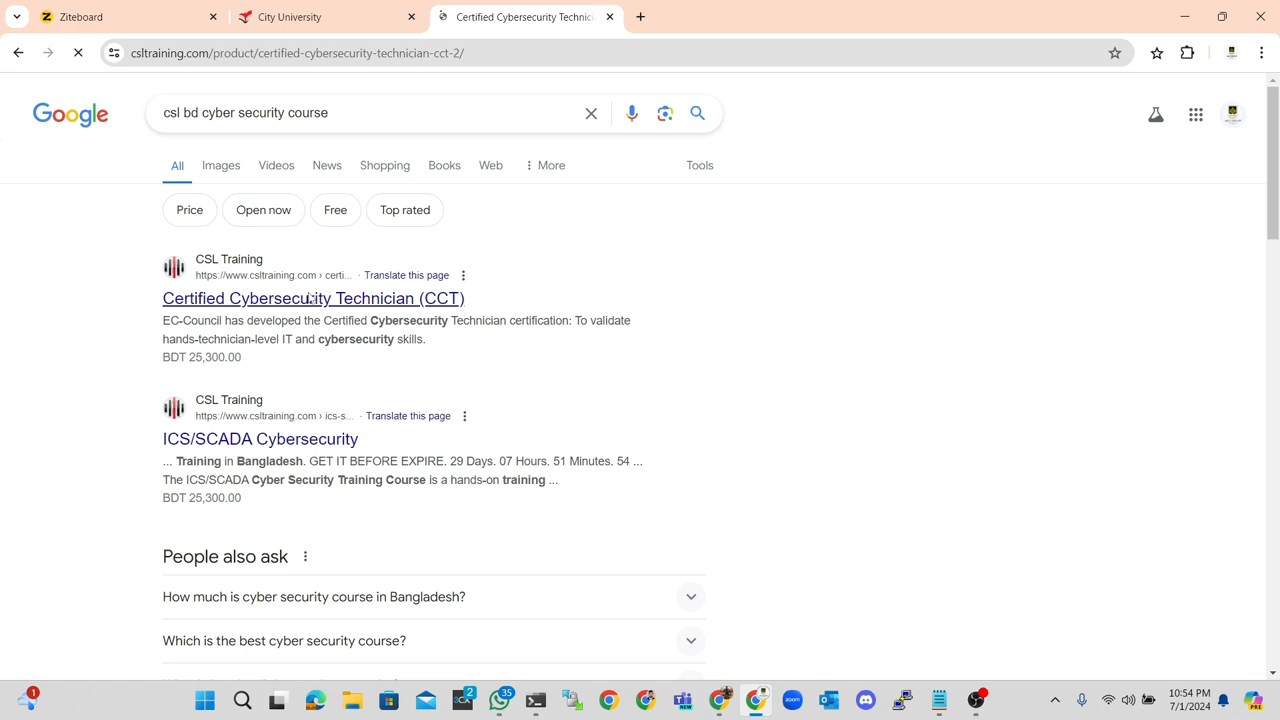 Ziteboard
City University
Certified Cybersecurity Technicia
csltraining.com/product/certified-cybersecurity-technician-cct-2/
Google
csl bd cyber security course
All
Images
Videos
News
Shopping
Books
Web
More
Tools
Price
Open now
Free
Top rated
CSL Training
https://www.csltraining.com › certi... · Translate this page
Certified Cybersecurity Technician (CCT)
EC-Council has developed the Certified Cybersecurity Technician certification: To validate
hands-technician-level IT and cybersecurity skills.
BDT 25,300.00
CSL Training
https://www.csltraining.com › ics-s... · Translate this page
ICS/SCADA Cybersecurity
... Training in Bangladesh. GET IT BEFORE EXPIRE. 29 Days. 07 Hours. 51 Minutes. 54 ...
The ICS/SCADA Cyber Security Training Course is a hands-on training ...
BDT 25,300.00
People also ask
How much is cyber security course in Bangladesh?
Which is the best cyber security course?
1
2
35
NEW
zoom
10:54 PM
7/1/2024
PRE